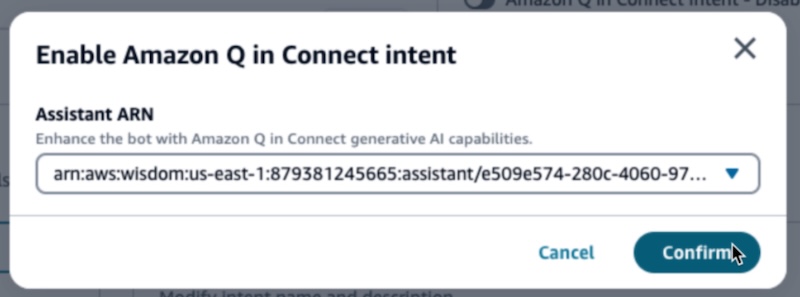 Amazon Q in Connect intent - Disab
Enable Amazon Q in Connect intent
Assistant ARN
Enhance the bot with Amazon Q in Connect generative AI capabilities.
arn:aws:wisdom:us-east-1:879381245665:assistant/e509e574-280c-4060-97...
ls
Cancel Confirm
Modify intent name and description